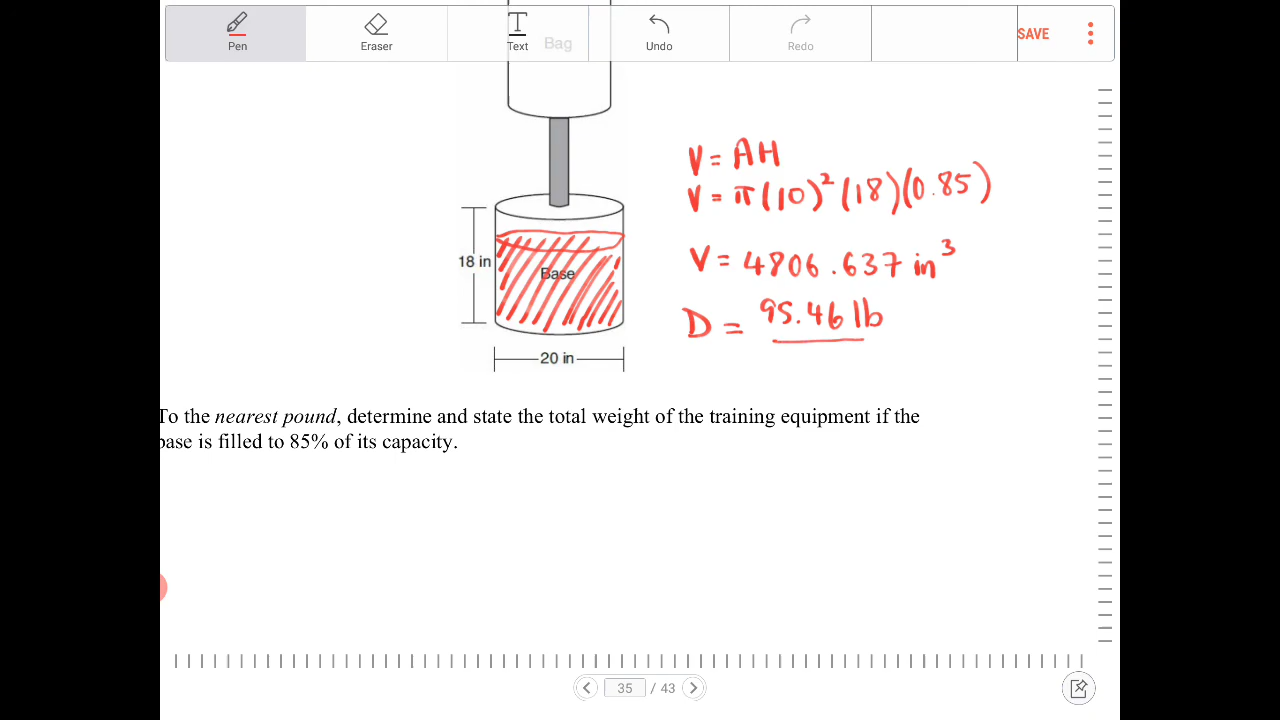 Pen Eraser Text Undo Redo SAVE
Bag
V = AH
V = π(10)²(18)(0.85)
18 in
Base
V = 4806.637 in³
D = 95.46 lb
20 in
To the nearest pound, determine and state the total weight of the training equipment if the
base is filled to 85% of its capacity.
35 / 43